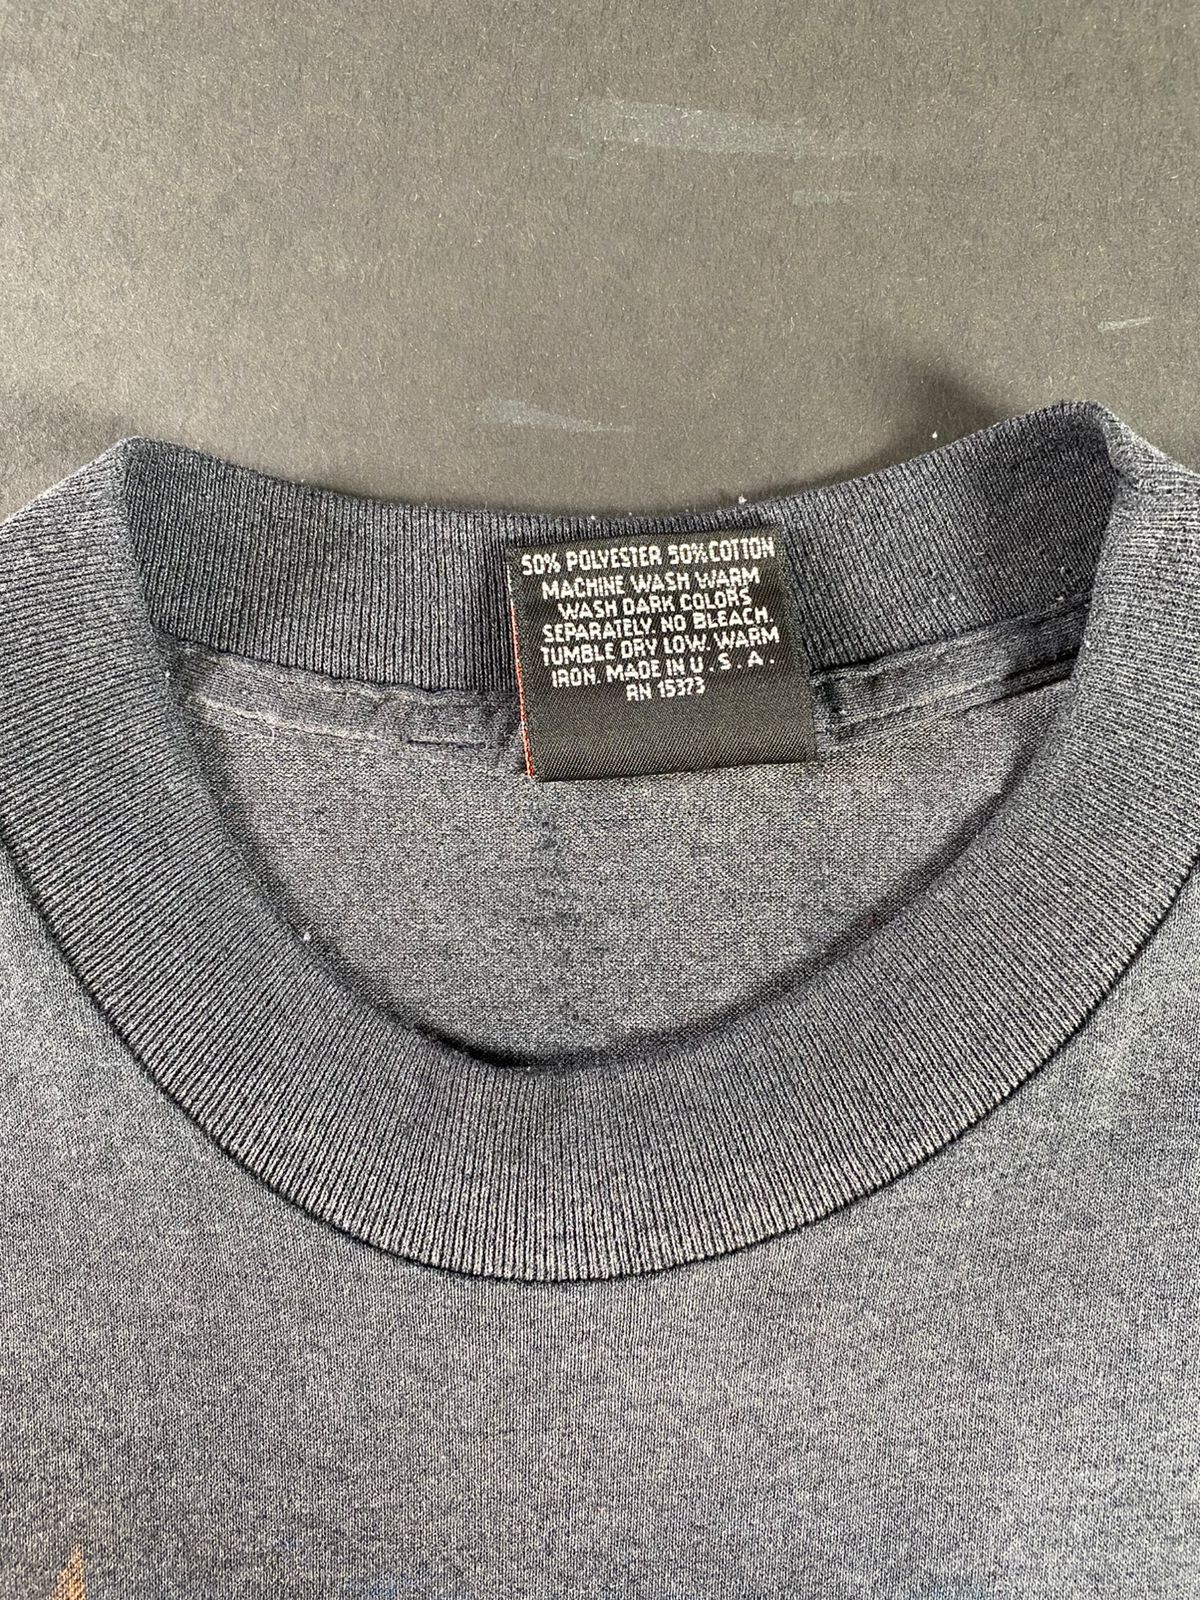 50% POLYESTER 50% COTTON
MACHINE WASH WARM
WASH DARK COLORS
SEPARATELY. NO BLEACH.
TUMBLE DRY LOW. WARM
IRON. MADE IN U.S.A.
RN 15373